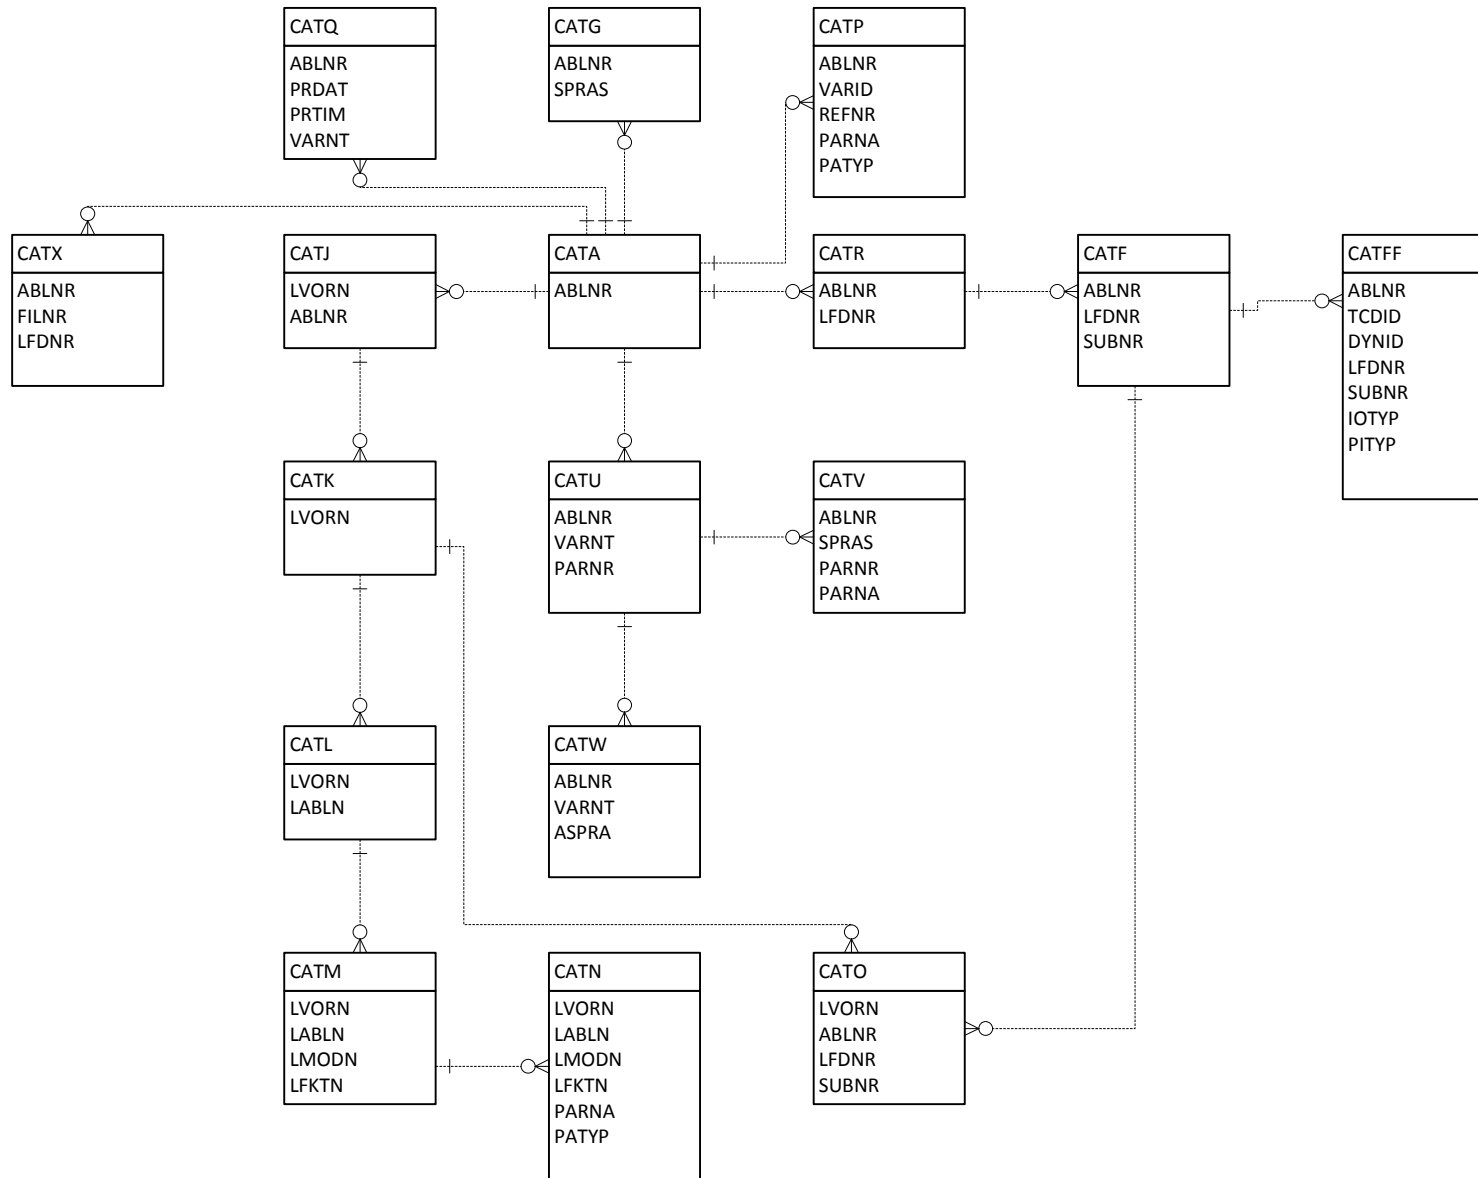 CATQ
ABLNR
PRDAT
PRTIM
VARNT
CATG
ABLNR
SPRAS
CATP
ABLNR
VARID
REFNR
PARNA
PATYP
CATX
ABLNR
FILNR
LFDNR
CATJ
LVORN
ABLNR
CATA
ABLNR
CATR
ABLNR
LFDNR
CATF
ABLNR
LFDNR
SUBNR
CATFF
ABLNR
TCDID
DYNID
LFDNR
SUBNR
IOTYP
PITYP
CATK
LVORN
CATU
ABLNR
VARNT
PARNR
CATV
ABLNR
SPRAS
PARNR
PARNA
CATL
LVORN
LABLN
CATW
ABLNR
VARNT
ASPRA
CATM
LVORN
LABLN
LMODN
LFKTN
CATN
LVORN
LABLN
LMODN
LFKTN
PARNA
PATYP
CATO
LVORN
ABLNR
LFDNR
SUBNR